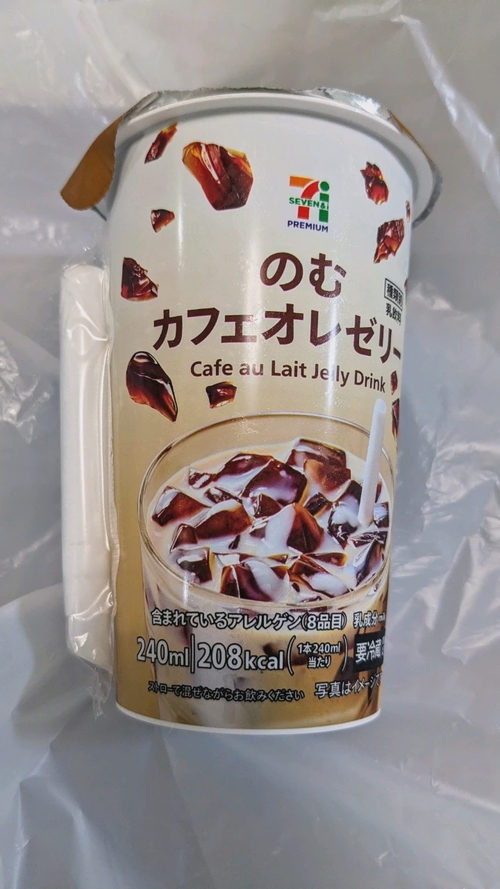 SEVEN&i
PREMIUM
のむ
カフェオレゼリー
Cafe au Lait Jelly Drink
種類別
乳飲料
含まれているアレルゲン(8品目) 乳成分
240ml 208kcal (1本240ml当たり) 要冷蔵
ストローで混ぜながらお飲みください 写真はイメージ